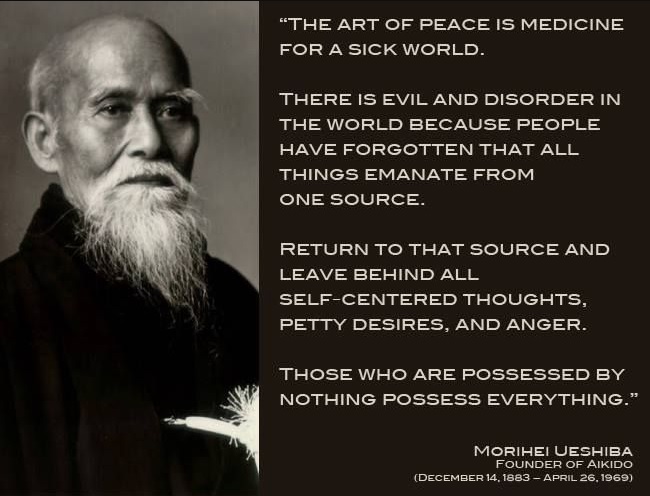 “The art of peace is medicine
for a sick world.
There is evil and disorder in
the world because people
have forgotten that all
things emanate from
one source.
Return to that source and
leave behind all
self-centered thoughts,
petty desires, and anger.
Those who are possessed by
nothing possess everything.”
Morihei Ueshiba
Founder of Aikido
(December 14, 1883 – April 26, 1969)